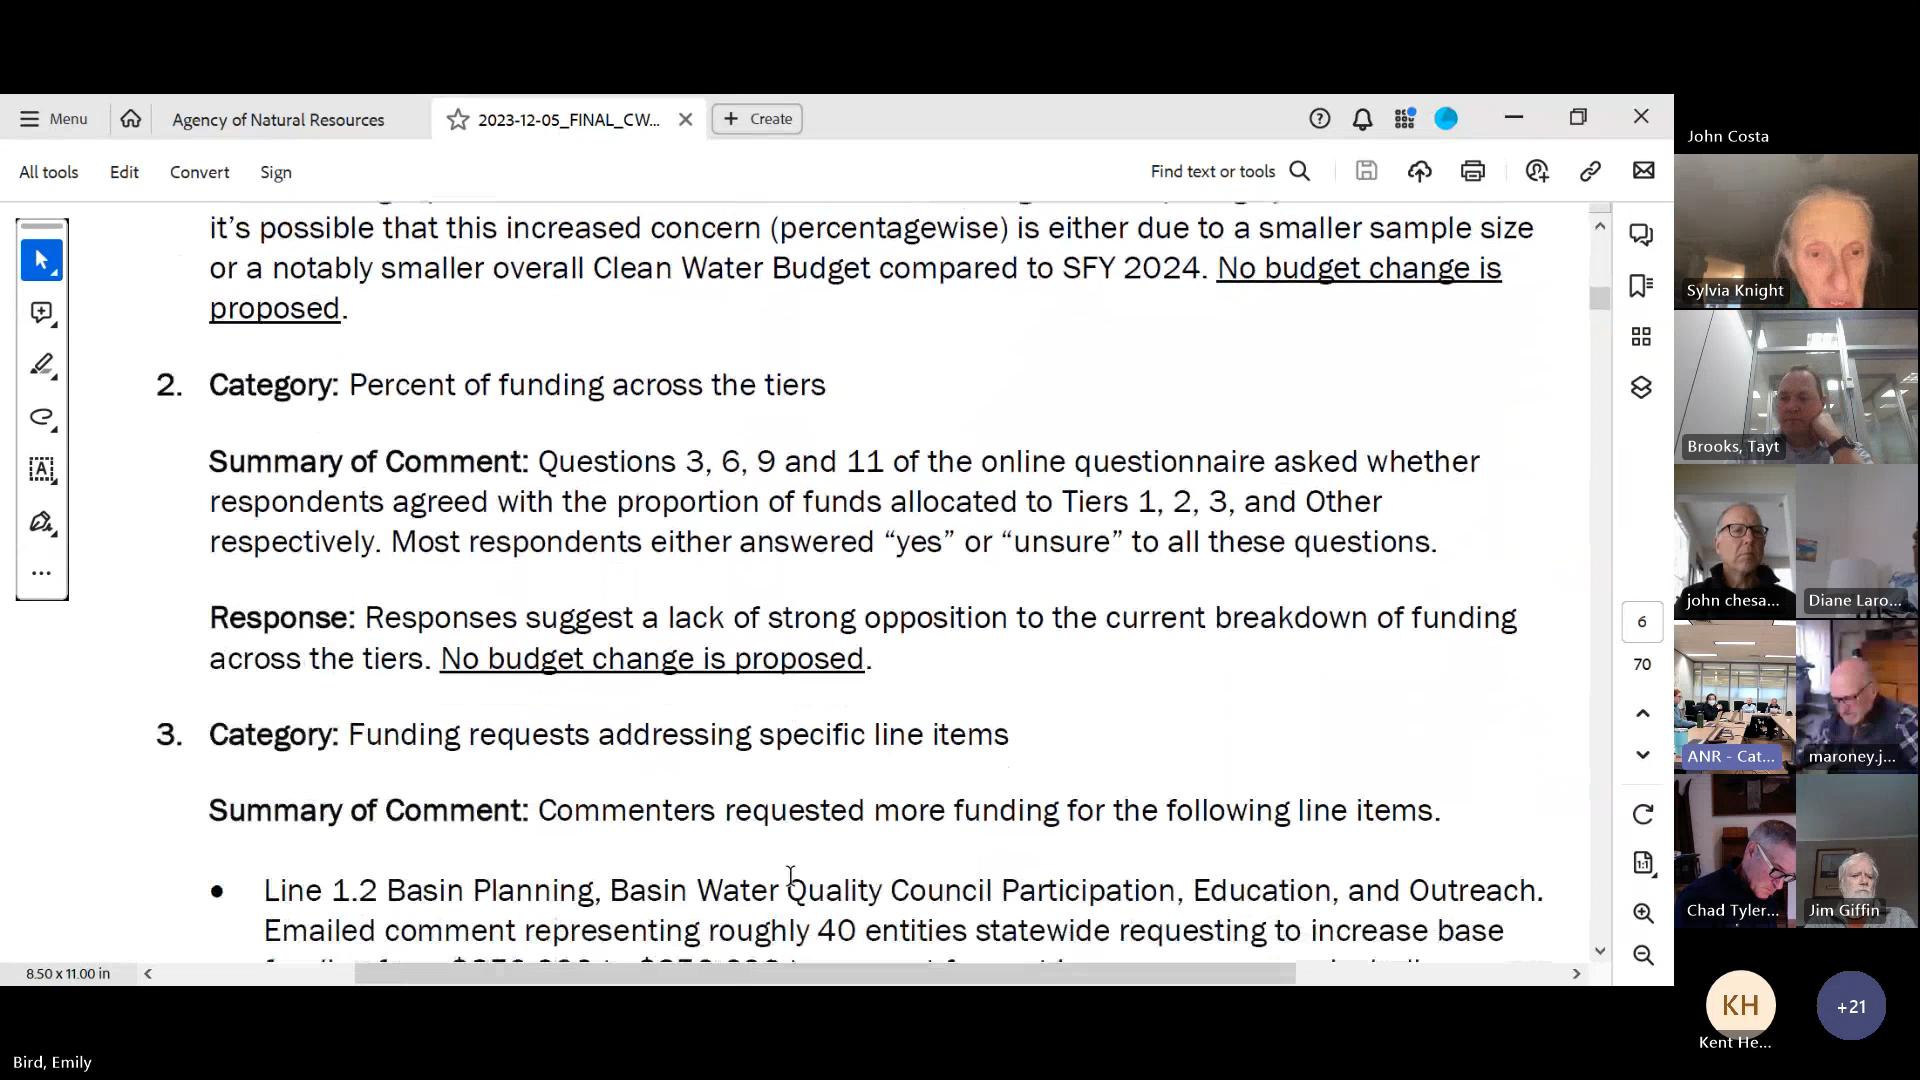 Menu
Agency of Natural Resources
2023-12-05_FINAL_CW...
Create
All tools
Edit
Convert
Sign
Find text or tools
it’s possible that this increased concern (percentagewise) is either due to a smaller sample size
or a notably smaller overall Clean Water Budget compared to SFY 2024. No budget change is
proposed.
2. Category: Percent of funding across the tiers
Summary of Comment: Questions 3, 6, 9 and 11 of the online questionnaire asked whether
respondents agreed with the proportion of funds allocated to Tiers 1, 2, 3, and Other
respectively. Most respondents either answered “yes” or “unsure” to all these questions.
Response: Responses suggest a lack of strong opposition to the current breakdown of funding
across the tiers. No budget change is proposed.
3. Category: Funding requests addressing specific line items
Summary of Comment: Commenters requested more funding for the following line items.
• Line 1.2 Basin Planning, Basin Water Quality Council Participation, Education, and Outreach.
Emailed comment representing roughly 40 entities statewide requesting to increase base
6
70
8.50 x 11.00 in
John Costa
Sylvia Knight
Brooks, Tayt
john chesa...
Diane Laro...
ANR - Cat...
maroney.j...
Chad Tyler...
Jim Giffin
KH
+21
Kent He...
Bird, Emily